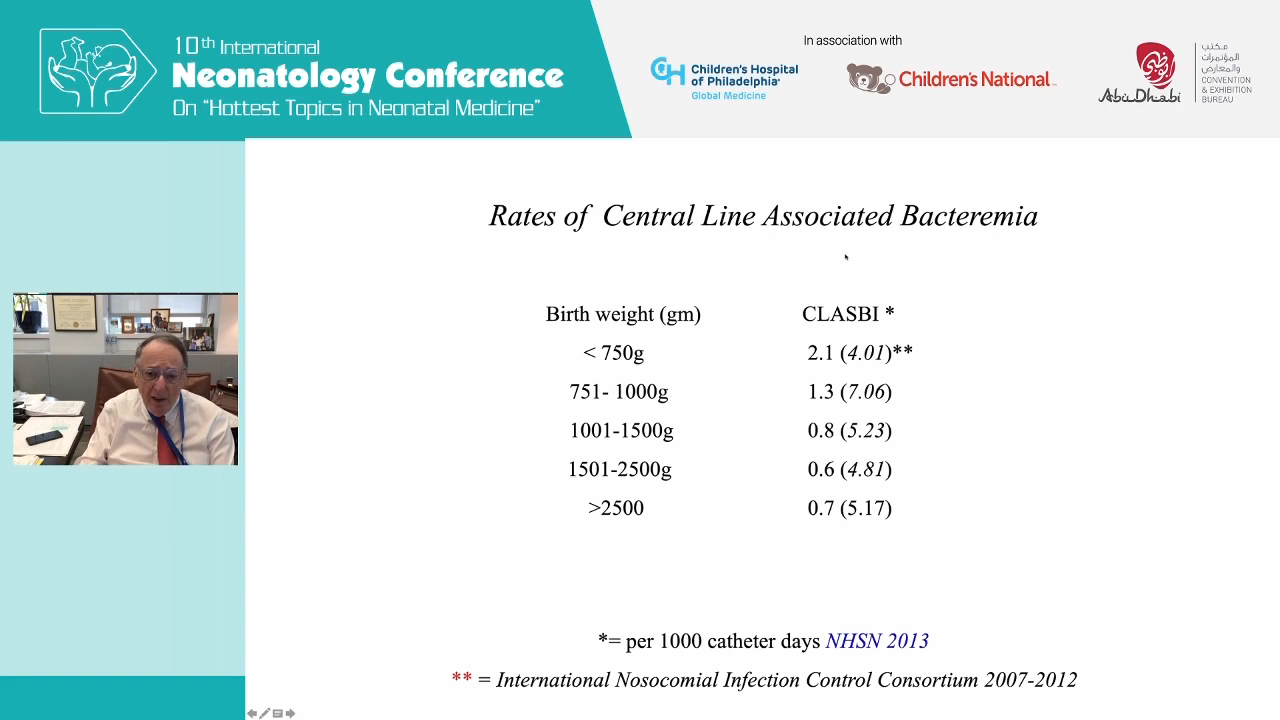 10th International
Neonatology Conference
On "Hottest Topics in Neonatal Medicine"
In association with
CH Children's Hospital
of Philadelphia
Global Medicine
Children's National
Abu Dhabi
أبوظبي
مكتب
المؤتمرات
والمعارض
CONVENTION
& EXHIBITION
BUREAU
Rates of Central Line Associated Bacteremia
Birth weight (gm) CLASBI *
< 750g 2.1 (4.01)**
751- 1000g 1.3 (7.06)
1001-1500g 0.8 (5.23)
1501-2500g 0.6 (4.81)
>2500 0.7 (5.17)
*= per 1000 catheter days NHSN 2013
** = International Nosocomial Infection Control Consortium 2007-2012